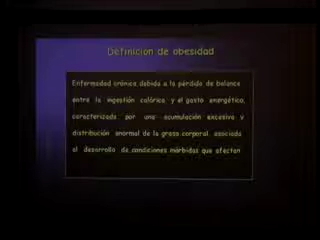 Definición de obesidad
Enfermedad crónica debida a la pérdida de balance
entre la ingestión calórica y el gasto energético,
caracterizada por una acumulación excesiva y
distribución anormal de la grasa corporal, asociada
al desarrollo de condiciones mórbidas que afectan